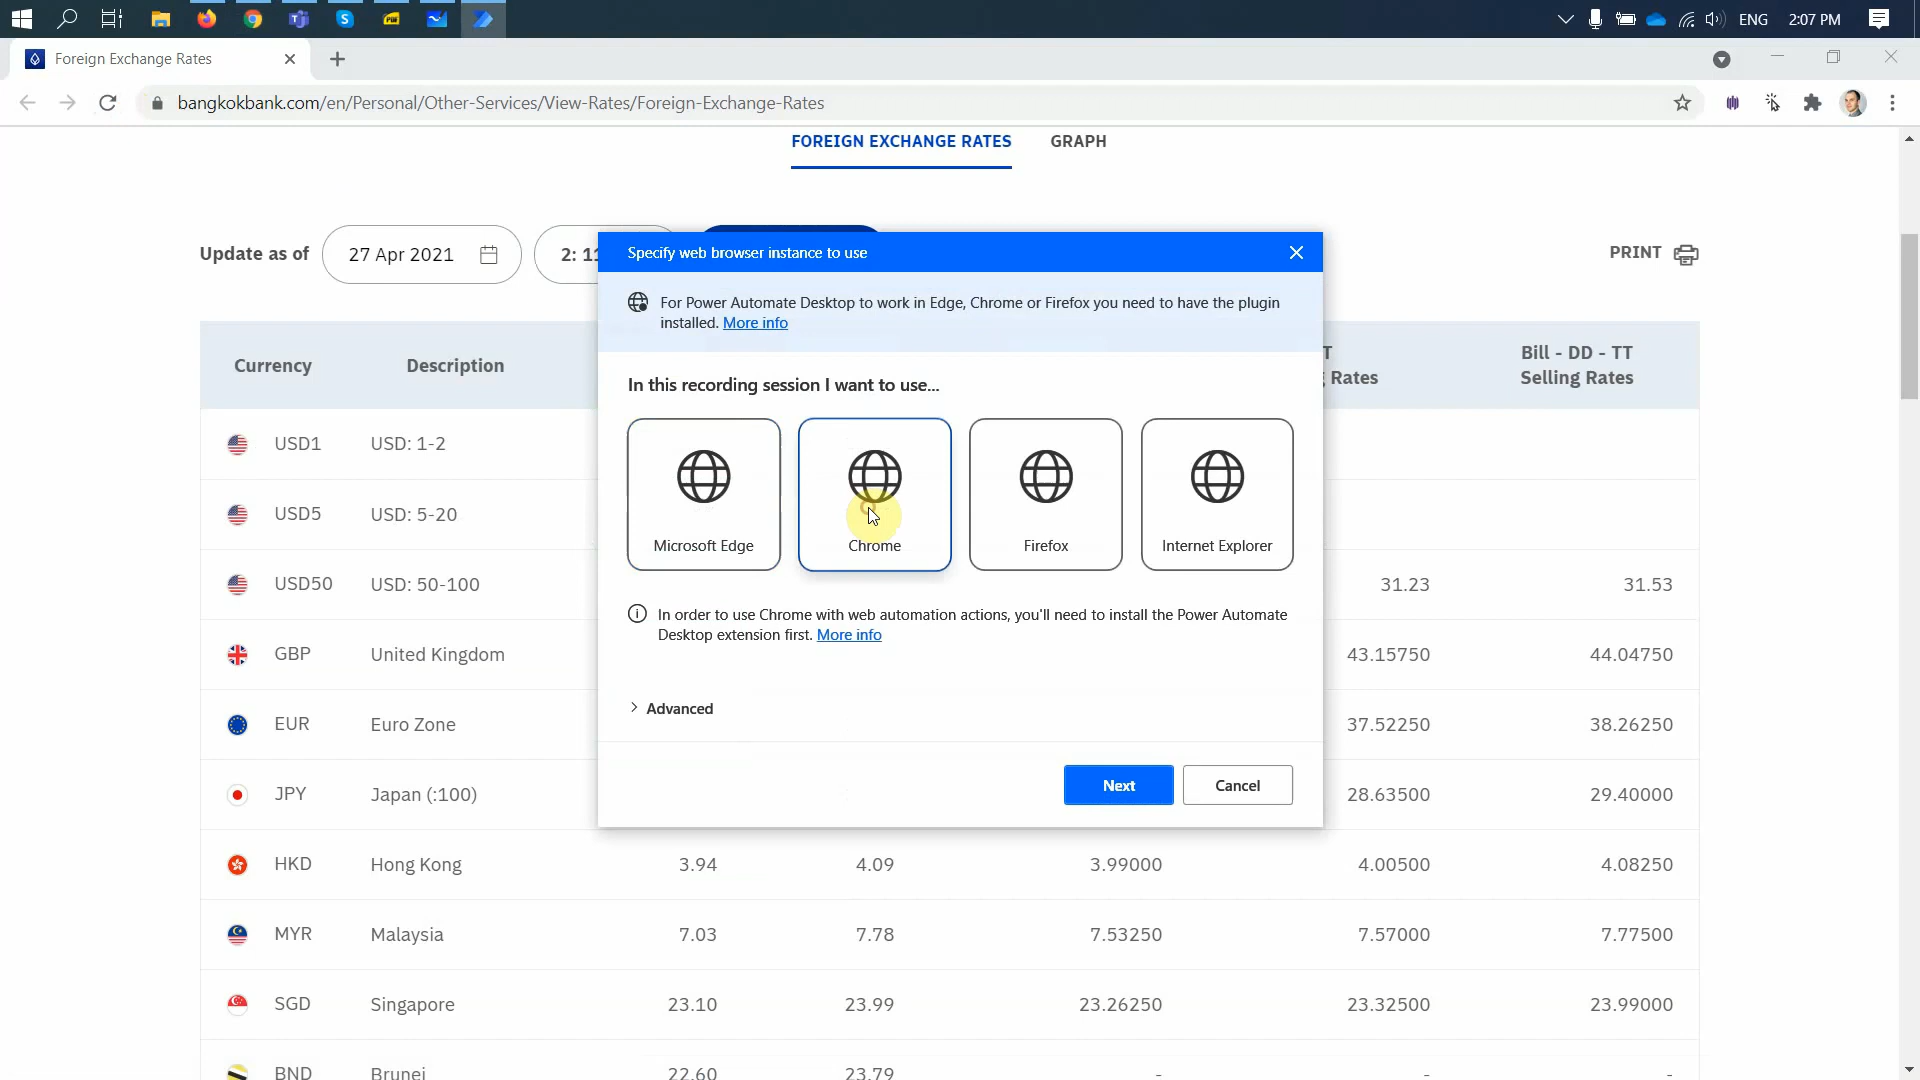 ENG
2:07 PM
Foreign Exchange Rates
bangkokbank.com/en/Personal/Other-Services/View-Rates/Foreign-Exchange-Rates
FOREIGN EXCHANGE RATES GRAPH
Update as of 27 Apr 2021 2: 11
PRINT
Specify web browser instance to use
For Power Automate Desktop to work in Edge, Chrome or Firefox you need to have the plugin
installed. More info
In this recording session I want to use...
Microsoft Edge Chrome Firefox Internet Explorer
In order to use Chrome with web automation actions, you'll need to install the Power Automate
Desktop extension first. More info
Advanced
Next Cancel
Currency Description
Rates
Bill - DD - TT
Selling Rates
USD1 USD: 1-2
USD5 USD: 5-20
USD50 USD: 50-100 31.23 31.53
GBP United Kingdom 43.15750 44.04750
EUR Euro Zone 37.52250 38.26250
JPY Japan (:100) 28.63500 29.40000
HKD Hong Kong 3.94 4.09 3.99000 4.00500 4.08250
MYR Malaysia 7.03 7.78 7.53250 7.57000 7.77500
SGD Singapore 23.10 23.99 23.26250 23.32500 23.99000
BND Brunei 22.60 23.79 - - -